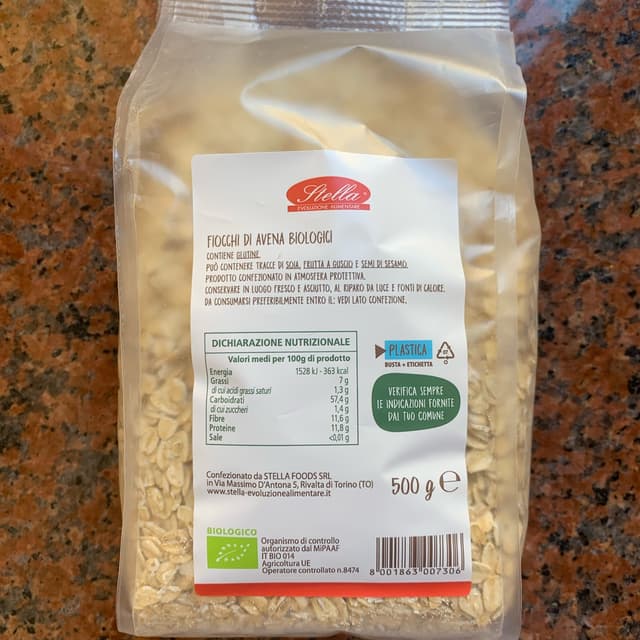 Stella®
EVOLUZIONE ALIMENTARE
FIOCCHI DI AVENA BIOLOGICI
CONTIENE GLUTINE.
PUÒ CONTENERE TRACCE DI SOIA, FRUTTA A GUSCIO E SEMI DI SESAMO.
PRODOTTO CONFEZIONATO IN ATMOSFERA PROTETTIVA.
CONSERVARE IN LUOGO FRESCO E ASCIUTTO, AL RIPARO DA LUCE E FONTI DI CALORE.
DA CONSUMARSI PREFERIBILMENTE ENTRO IL: VEDI LATO CONFEZIONE.
DICHIARAZIONE NUTRIZIONALE
Valori medi per 100g di prodotto
Energia 1528 kJ - 363 kcal
Grassi 7 g
di cui acidi grassi saturi 1,3 g
Carboidrati 57,4 g
di cui zuccheri 1,4 g
Fibre 11,6 g
Proteine 11,8 g
Sale <0,01 g
PLASTICA
BUSTA + ETICHETTA
VERIFICA SEMPRE
LE INDICAZIONI FORNITE
DAL TUO COMUNE
Confezionato da STELLA FOODS SRL
in Via Massimo D'Antona 5, Rivalta di Torino (TO)
www.stella-evoluzionealimentare.it
500 g e
BIOLOGICO
Organismo di controllo
autorizzato dal MiPAAF
IT BIO 014
Agricoltura UE
Operatore controllato n.8474
8 001863 007306